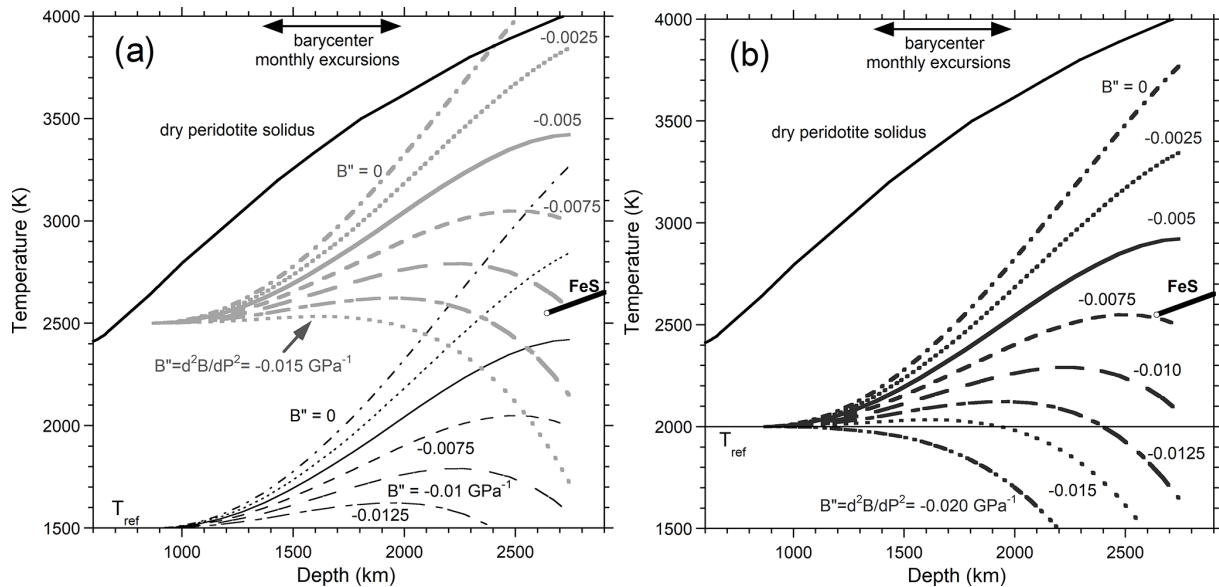 (a)
barycenter
monthly excursions
dry peridotite solidus
-0.0025
-0.005
B" = 0
-0.0075
FeS
B"=d²B/dP²= -0.015 GPa⁻¹
B" = 0
-0.0075
B" = -0.01 GPa⁻¹
-0.0125
T_ref
4000
3500
3000
2500
2000
1500
Temperature (K)
1000
1500
2000
2500
Depth (km)
(b)
barycenter
monthly excursions
dry peridotite solidus
B" = 0
-0.0025
-0.005
-0.0075
FeS
-0.010
-0.0125
-0.015
B"=d²B/dP²= -0.020 GPa⁻¹
T_ref
4000
3500
3000
2500
2000
1500
Temperature (K)
1000
1500
2000
2500
Depth (km)